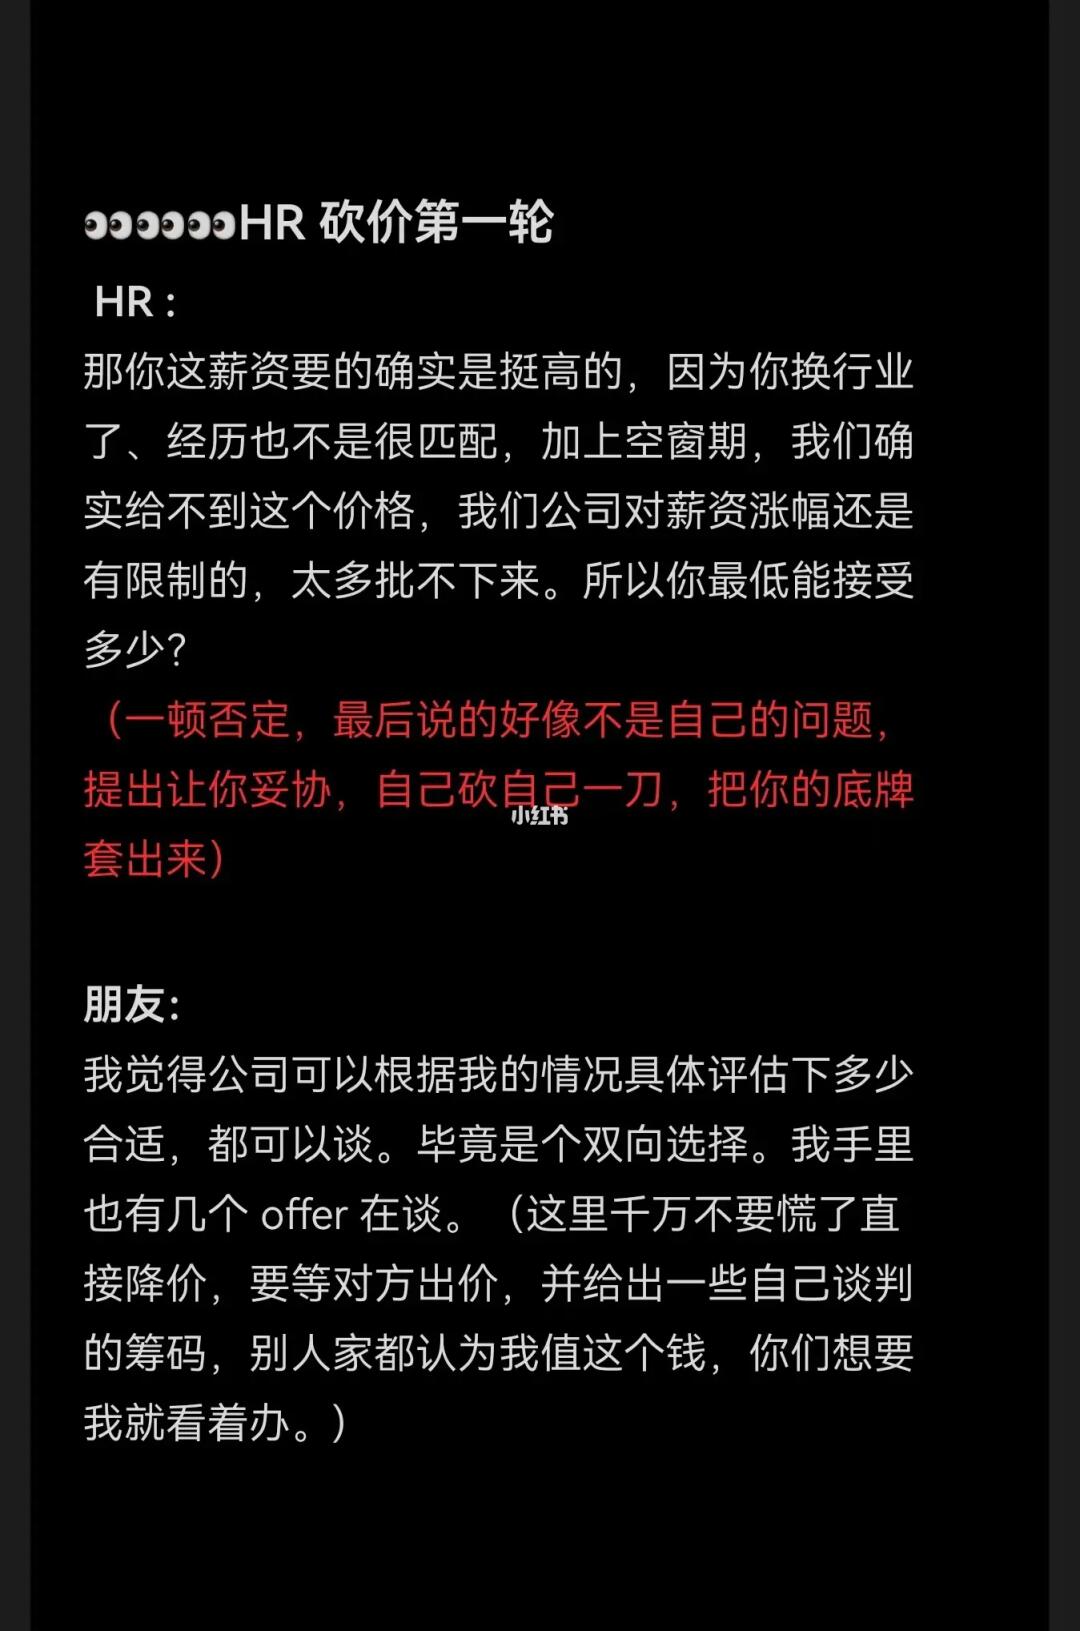 👀👀👀HR 砍价第一轮
HR：
那你这薪资要的确实是挺高的，因为你换行业
了、经历也不是很匹配，加上空窗期，我们确
实给不到这个价格，我们公司对薪资涨幅还是
有限制的，太多批不下来。所以你最低能接受
多少？
（一顿否定，最后说的好像不是自己的问题，
提出让你妥协，自己砍自己一刀，把你的底牌
套出来）
小红书
朋友：
我觉得公司可以根据我的情况具体评估下多少
合适，都可以谈。毕竟是个双向选择。我手里
也有几个 offer 在谈。（这里千万不要慌了直
接降价，要等对方出价，并给出一些自己谈判
的筹码，别人家都认为我值这个钱，你们想要
我就看着办。）